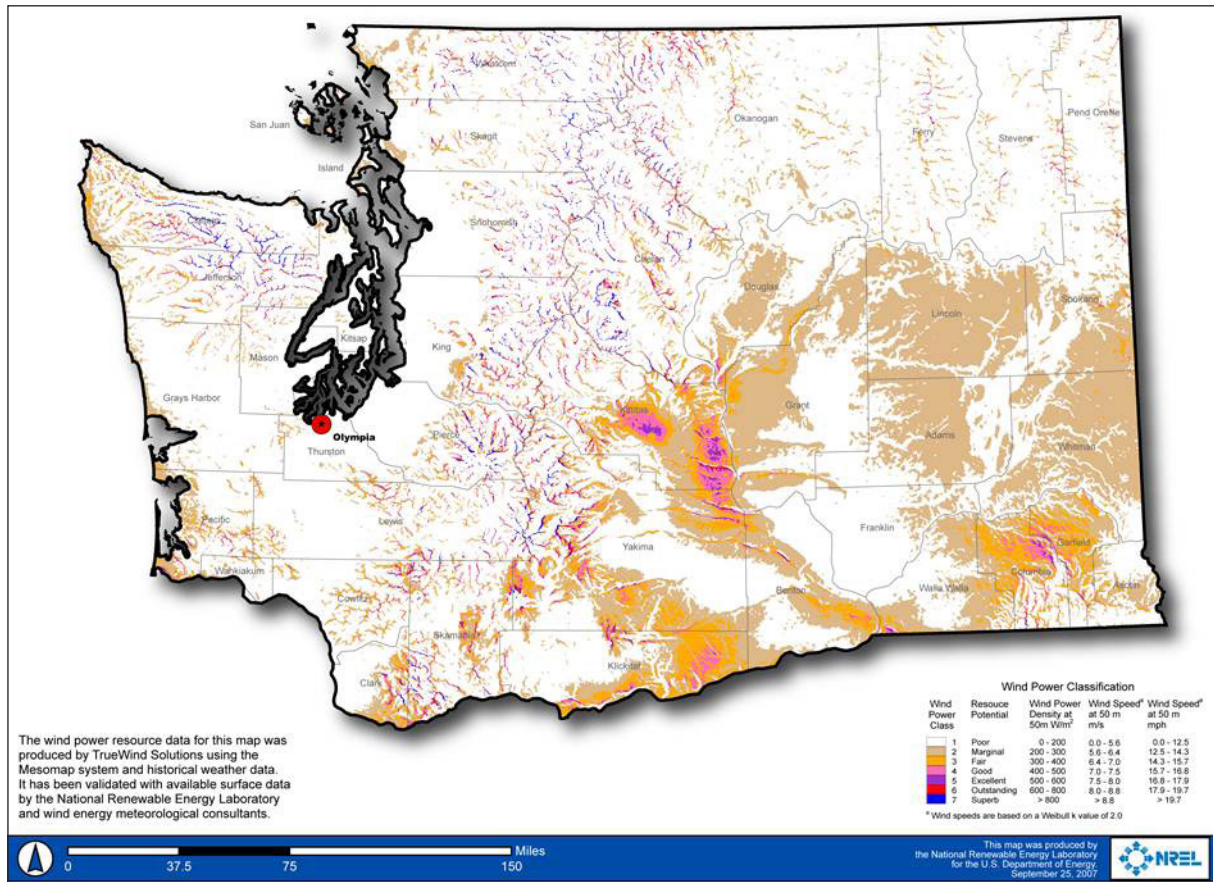 Whatcom
Okanogan
Pend Oreille
San Juan
Ferry
Skagit
Stevens
Island
Clallam
Snohomish
Chelan
Jefferson
Douglas
Spokane
Lincoln
Kitsap
King
Mason
Grays Harbor
Grant
Kittitas
Olympia
Pierce
Adams
Thurston
Whitman
Pacific
Lewis
Franklin
Yakima
Garfield
Wahkiakum
Columbia
Asotin
Cowlitz
Benton
Walla Walla
Skamania
Klickitat
Clark
The wind power resource data for this map was
produced by TrueWind Solutions using the
Mesomap system and historical weather data.
It has been validated with available surface data
by the National Renewable Energy Laboratory
and wind energy meteorological consultants.
Wind Power Classification
Wind Power Class Resouce Potential Wind Power Density at 50m W/m² Wind Speedᵃ at 50 m m/s Wind Speedᵃ at 50 m mph
1 Poor 0 - 200 0.0 - 5.6 0.0 - 12.5
2 Marginal 200 - 300 5.6 - 6.4 12.5 - 14.3
3 Fair 300 - 400 6.4 - 7.0 14.3 - 15.7
4 Good 400 - 500 7.0 - 7.5 15.7 - 16.8
5 Excellent 500 - 600 7.5 - 8.0 16.8 - 17.9
6 Outstanding 600 - 800 8.0 - 8.8 17.9 - 19.7
7 Superb > 800 > 8.8 > 19.7
ᵃ Wind speeds are based on a Weibull k value of 2.0
Miles
0 37.5 75 150
This map was produced by
the National Renewable Energy Laboratory
for the U.S. Department of Energy.
September 25, 2007
NREL